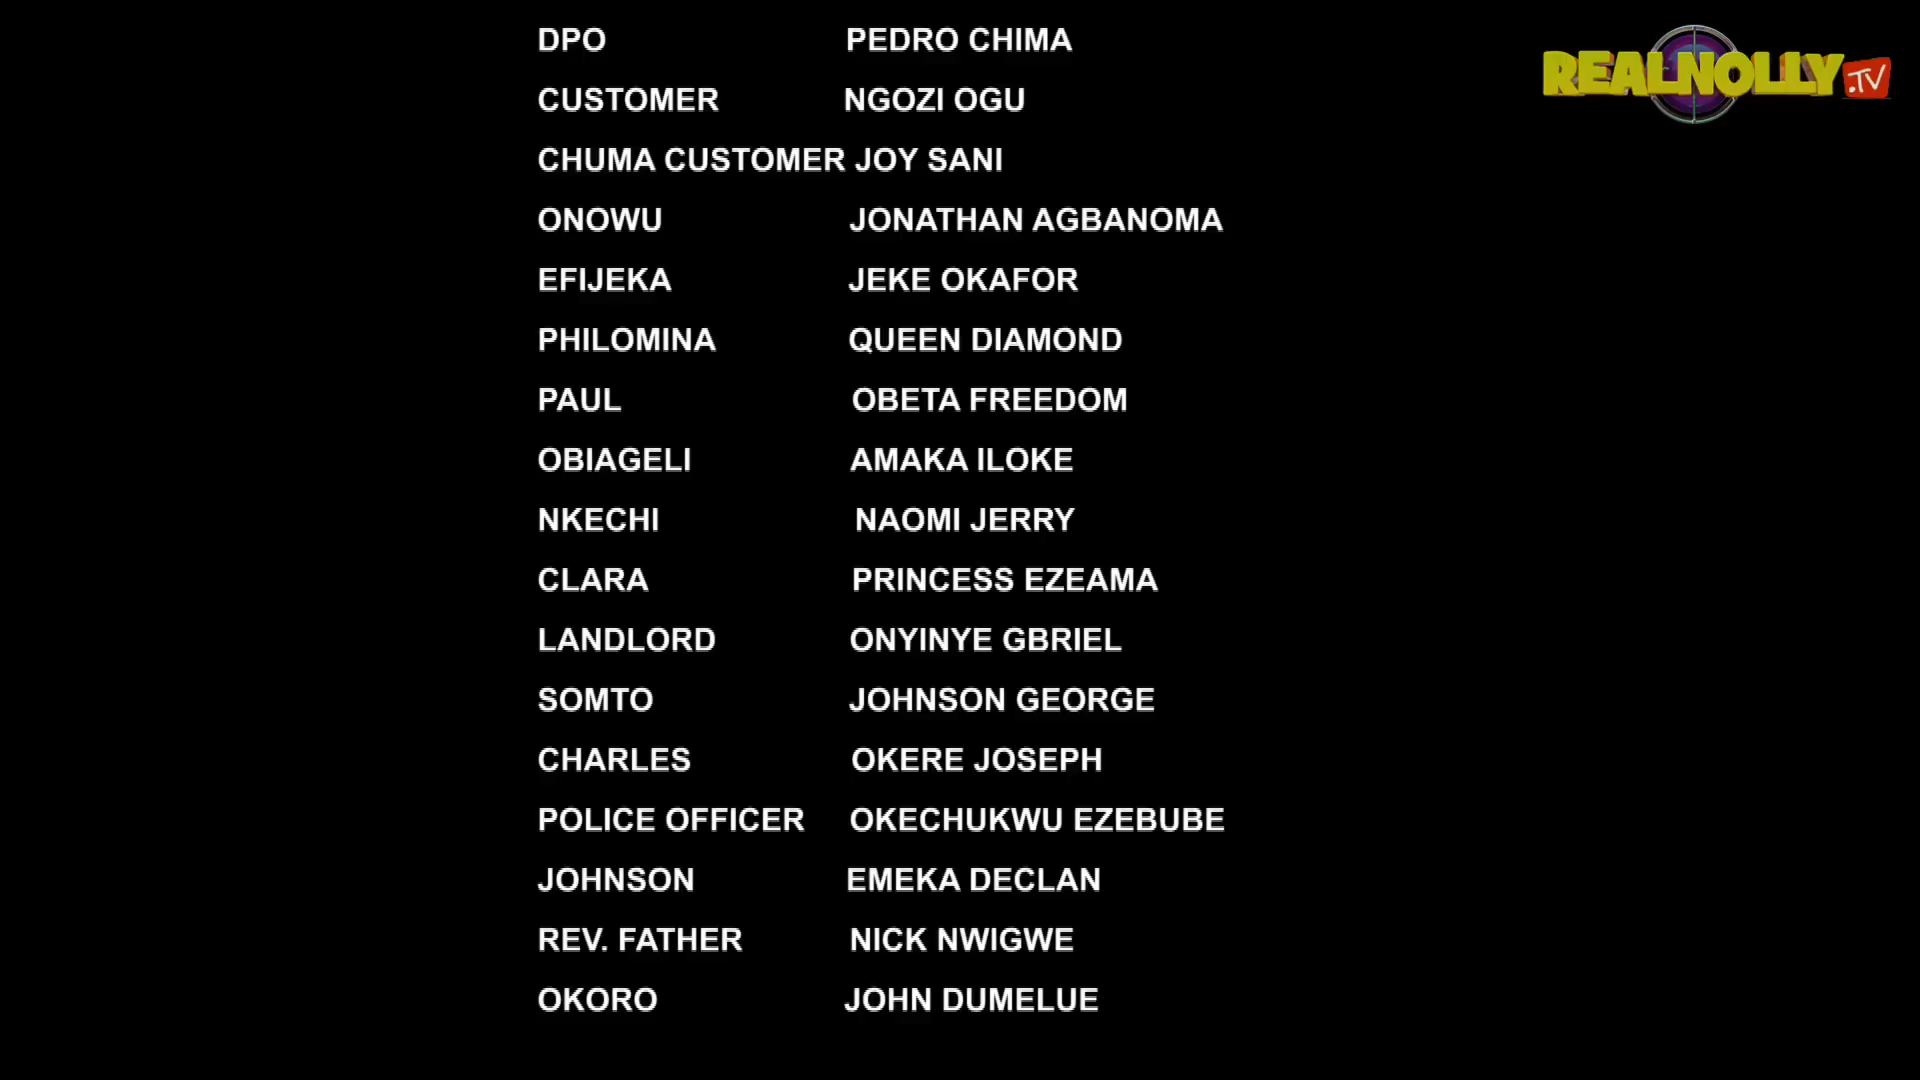 DPO PEDRO CHIMA
CUSTOMER NGOZI OGU
CHUMA CUSTOMER JOY SANI
ONOWU JONATHAN AGBANOMA
EFIJEKA JEKE OKAFOR
PHILOMINA QUEEN DIAMOND
PAUL OBETA FREEDOM
OBIAGELI AMAKA ILOKE
NKECHI NAOMI JERRY
CLARA PRINCESS EZEAMA
LANDLORD ONYINYE GBRIEL
SOMTO JOHNSON GEORGE
CHARLES OKERE JOSEPH
POLICE OFFICER OKECHUKWU EZEBUBE
JOHNSON EMEKA DECLAN
REV. FATHER NICK NWIGWE
OKORO JOHN DUMELUE
REALNOLLY.TV